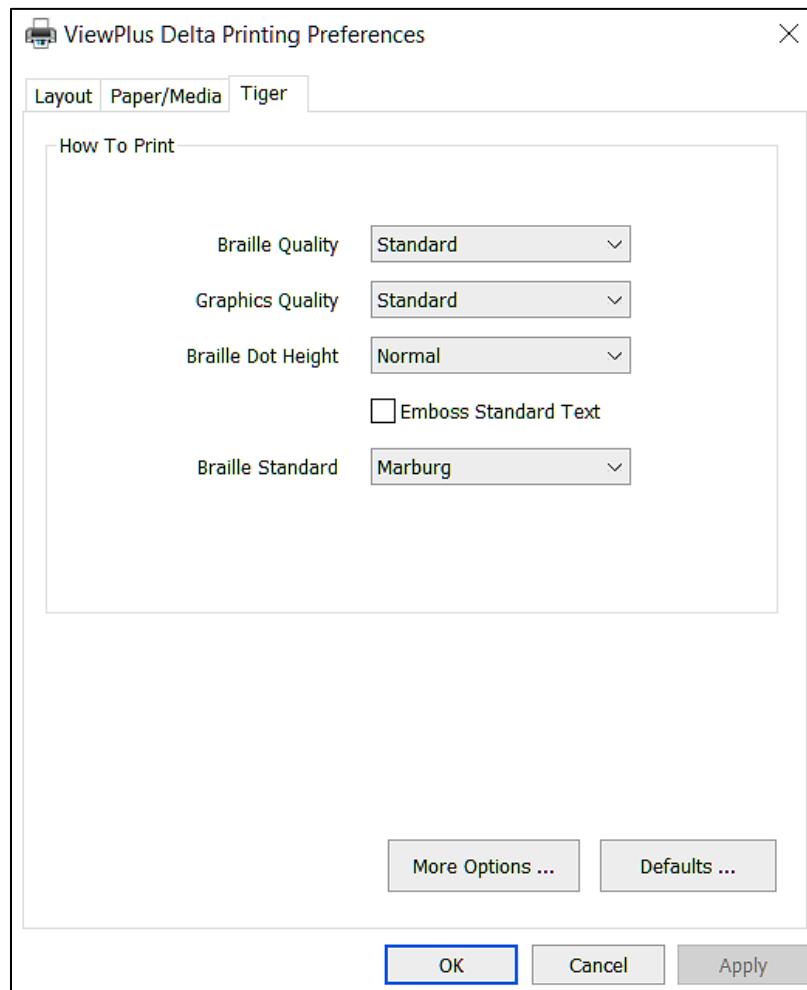 ViewPlus Delta Printing Preferences
Layout Paper/Media Tiger
How To Print
Braille Quality Standard
Graphics Quality Standard
Braille Dot Height Normal
Emboss Standard Text
Braille Standard Marburg
More Options ... Defaults ...
OK Cancel Apply